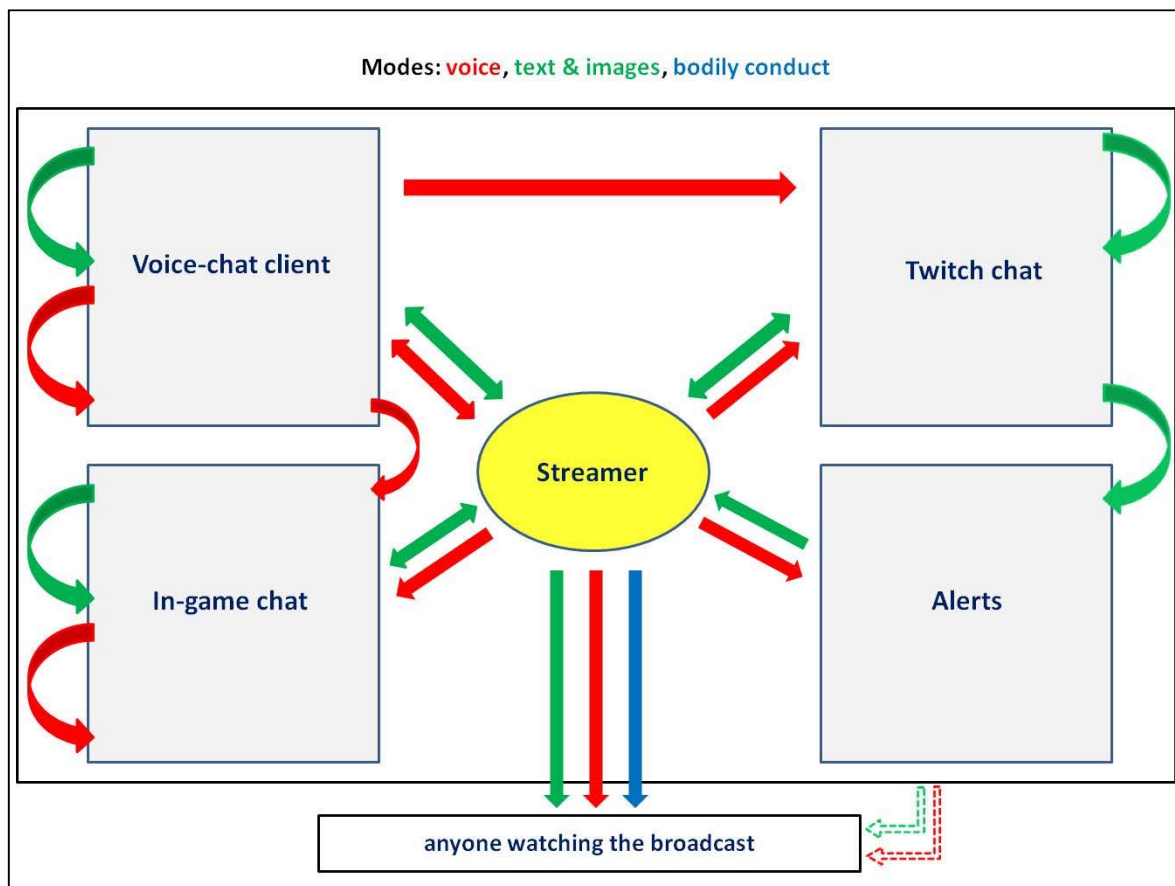 Modes: voice, text & images, bodily conduct
Voice-chat client
Twitch chat
Streamer
In-game chat
Alerts
anyone watching the broadcast